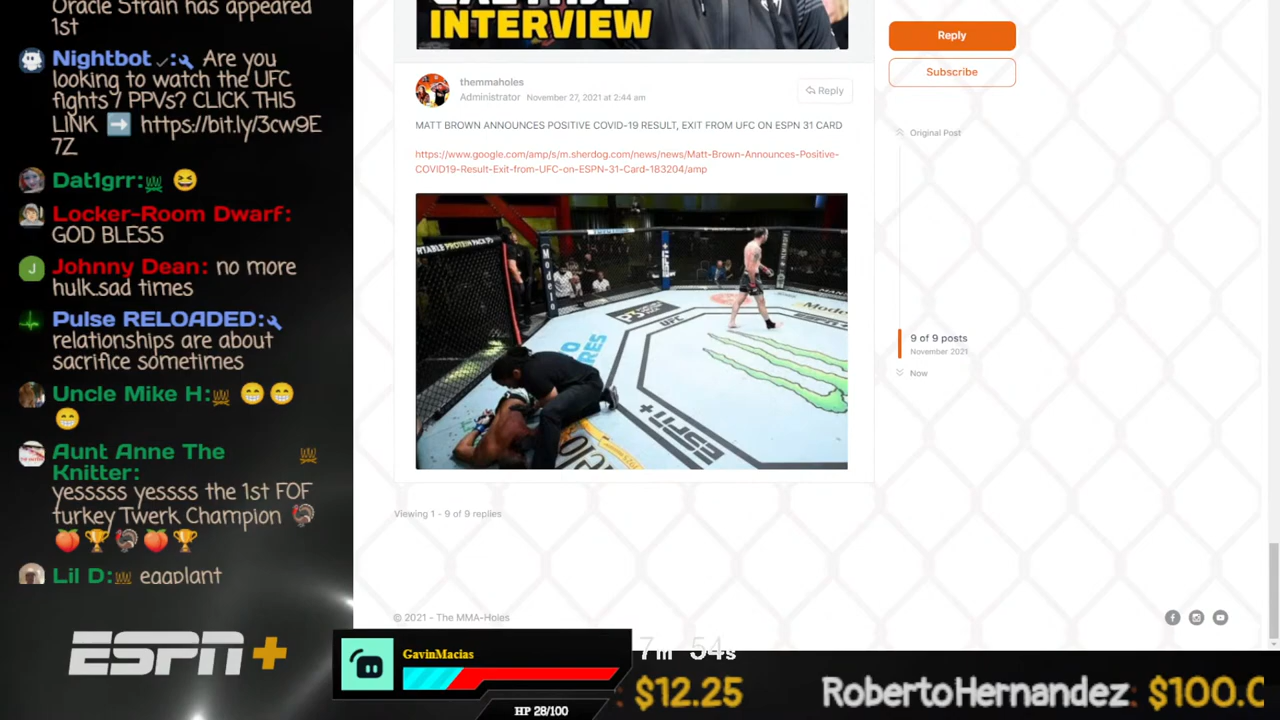 Oracle Strain has appeared
1st
Nightbot: Are you
looking to watch the UFC
fights / PPVs? CLICK THIS
LINK ➡ https://bit.ly/3cw9E
7Z
Dat1grr: 😆
Locker-Room Dwarf:
GOD BLESS
J
Johnny Dean: no more
hulk..sad times
Pulse RELOADED:
relationships are about
sacrifice sometimes
Uncle Mike H: 😁😁
😁
Aunt Anne The
Knitter:
yesssss yessss the 1st FOF
turkey Twerk Champion 🦃
🍑🏆🦃🍑🏆
Lil D: eggplant
ESPN+
INTERVIEW
themmaholes
Administrator November 27, 2021 at 2:44 am
Reply
MATT BROWN ANNOUNCES POSITIVE COVID-19 RESULT, EXIT FROM UFC ON ESPN 31 CARD
https://www.google.com/amp/s/m.sherdog.com/news/news/Matt-Brown-Announces-Positive-
COVID19-Result-Exit-from-UFC-on-ESPN-31-Card-183204/amp
TABLE PROTEIN PACK
Modelo
UFC
ESPN+
Viewing 1 - 9 of 9 replies
© 2021 - The MMA-Holes
Reply
Subscribe
Original Post
9 of 9 posts
November 2021
Now
GavinMacias
HP 28/100
7m 54s
: $12.25
RobertoHernandez: $100.0